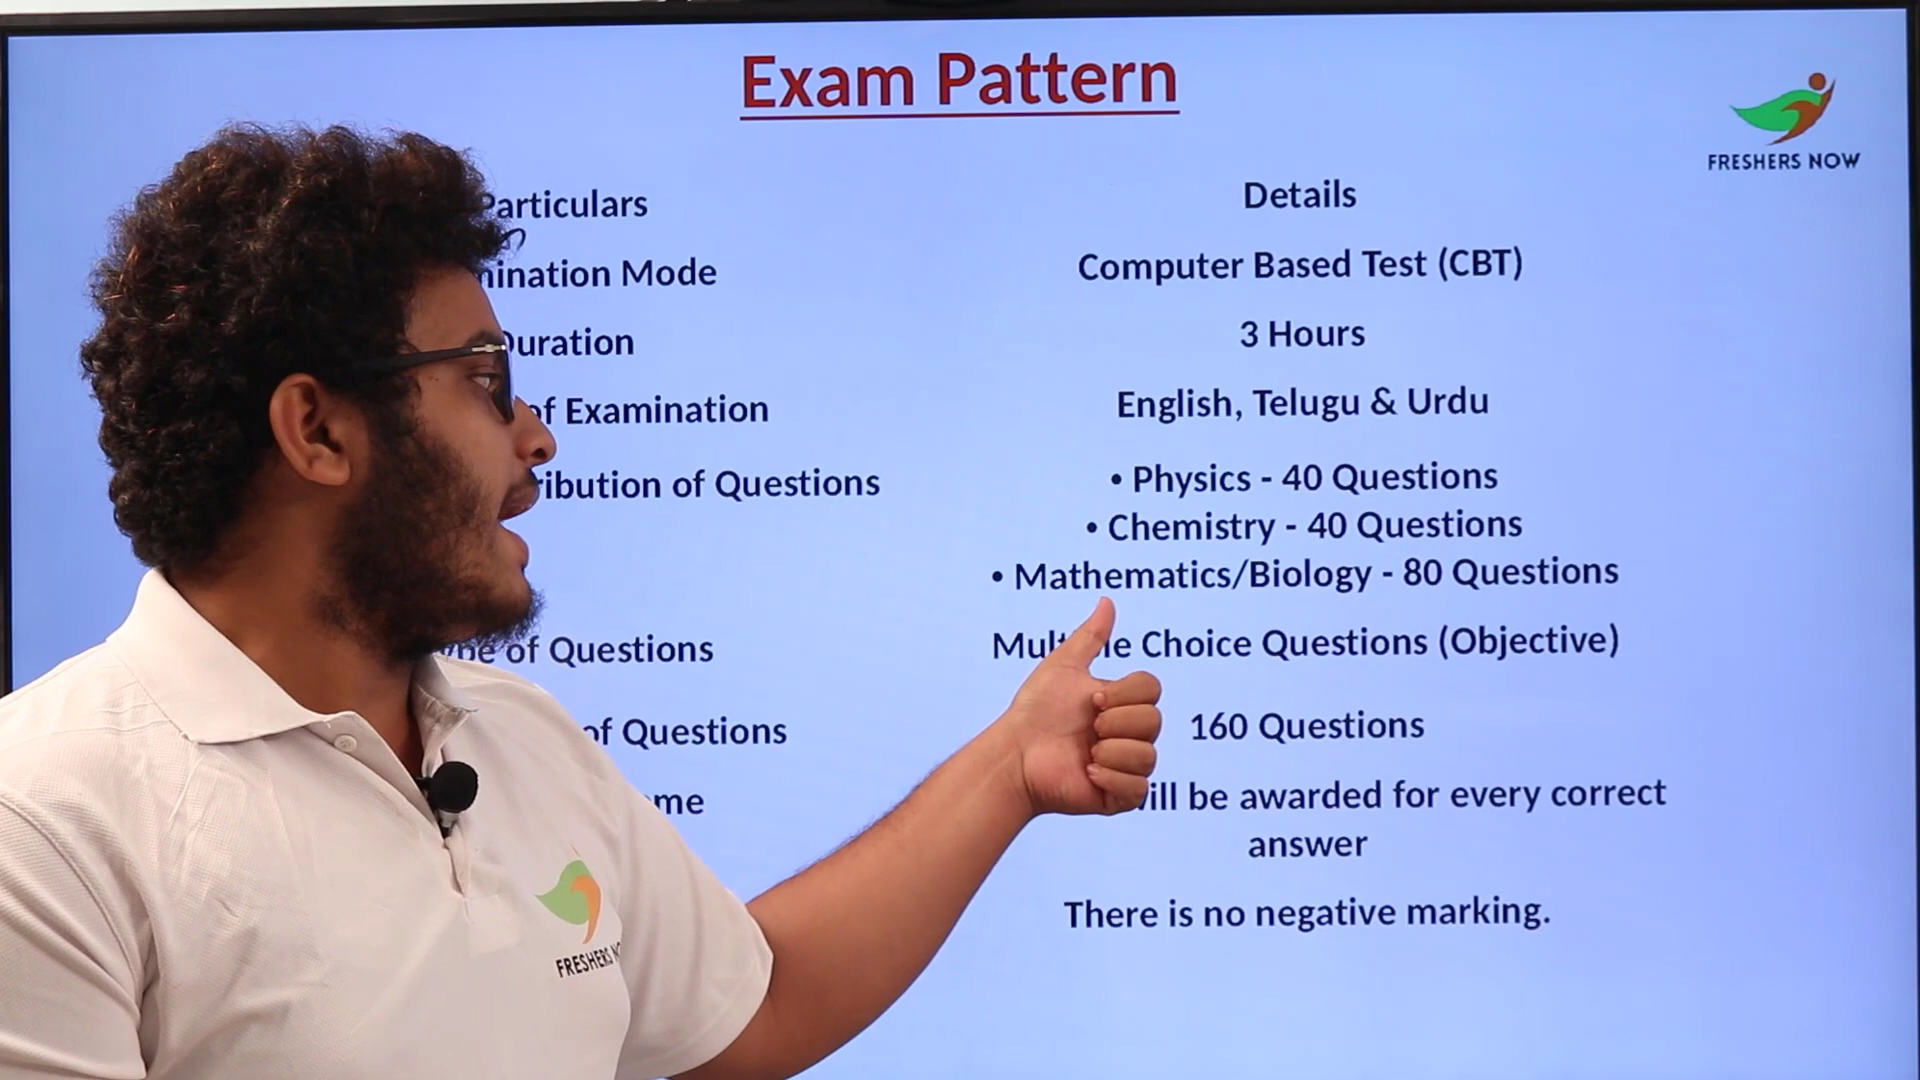 Exam Pattern
FRESHERS NOW
Particulars Details
mination Mode Computer Based Test (CBT)
Duration 3 Hours
of Examination English, Telugu & Urdu
ribution of Questions • Physics - 40 Questions
• Chemistry - 40 Questions
• Mathematics/Biology - 80 Questions
of Questions Choice Questions (Objective)
of Questions 160 Questions
me will be awarded for every correct
answer
There is no negative marking.
FRESHERS